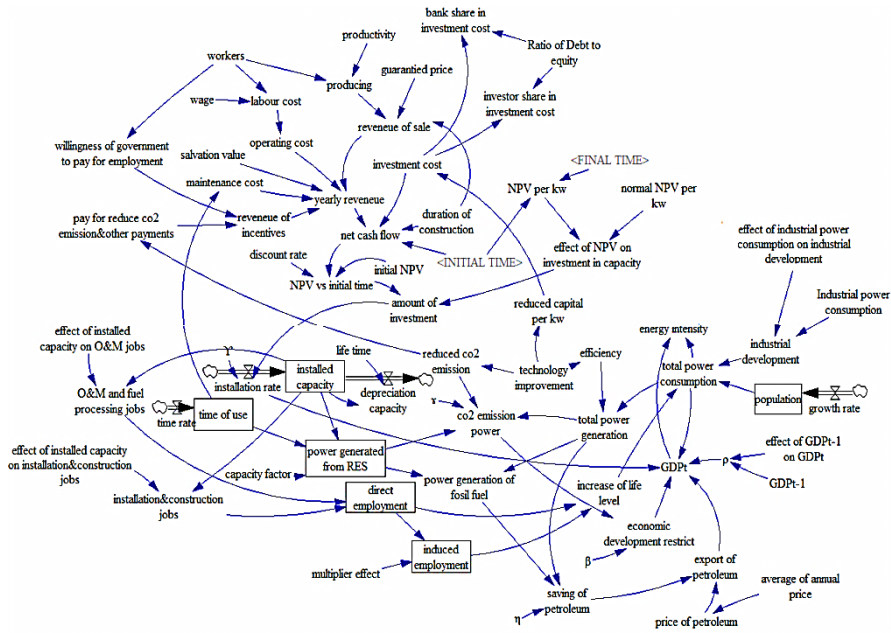 bank share in
investment cost
productivity
Ratio of Debt to
equity
workers
producing
guarantied price
wage
labour cost
investor share in
investment cost
reveneue of sale
willingness of government
to pay for employment
operating cost
salvation value
investment cost
<FINAL TIME>
maintenance cost
NPV per kw
normal NPV per
kw
yearly reveneue
pay for reduce co2
emission&other payments
reveneue of
incentives
duration of
construction
net cash flow
effect of industrial power
consumption on industrial
development
effect of NPV on
investment in capacity
<INITIAL TIME>
discount rate
initial NPV
NPV vs initial time
amount of
investment
reduced capital
per kw
Industrial power
consumption
energy intensity
effect of installed
capacity on O&M jobs
ϒ
life time
reduced co2
emission
efficiency
industrial
development
installed
capacity
technology
improvement
total power
consumption
installation rate
depreciation
capacity
O&M and fuel
processing jobs
population
growth rate
time rate
time of use
ɤ
co2 emission
power
total power
generation
effect of installed capacity
on installation&construction
jobs
power generated
from RES
effect of GDPt-1
on GDPt
GDPt
ρ
capacity factor
power generation of
fosil fuel
increase of life
level
GDPt-1
installation&construction
jobs
direct
employment
economic
development restrict
induced
employment
β
export of
petroleum
multiplier effect
saving of
petroleum
average of annual
price
η
price of petroleum